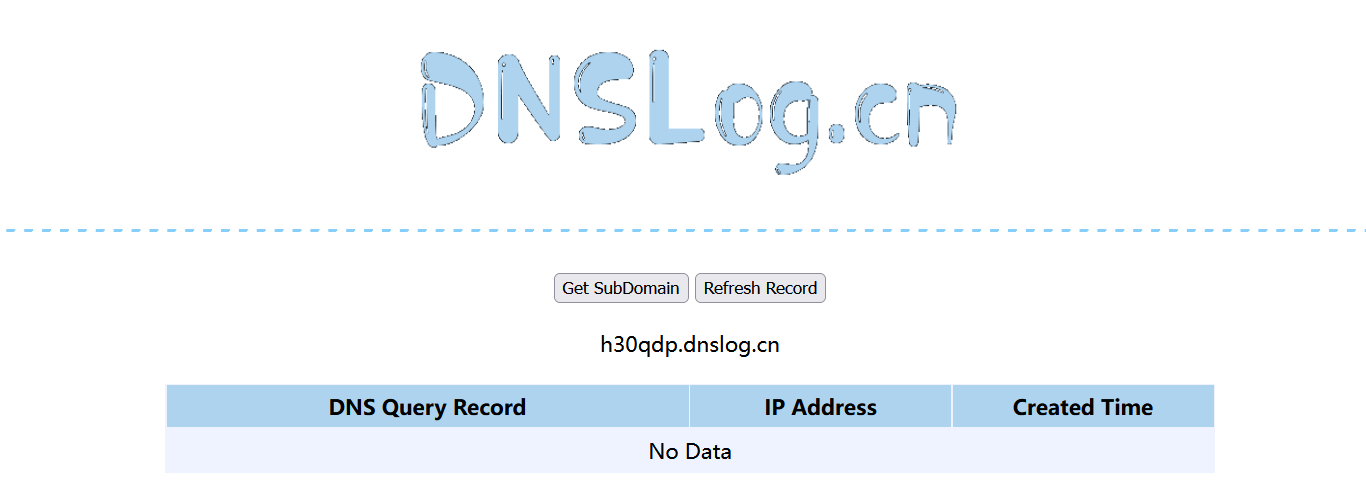 DNSLog.cn
Get SubDomain Refresh Record
h30qdp.dnslog.cn
DNS Query Record IP Address Created Time
No Data